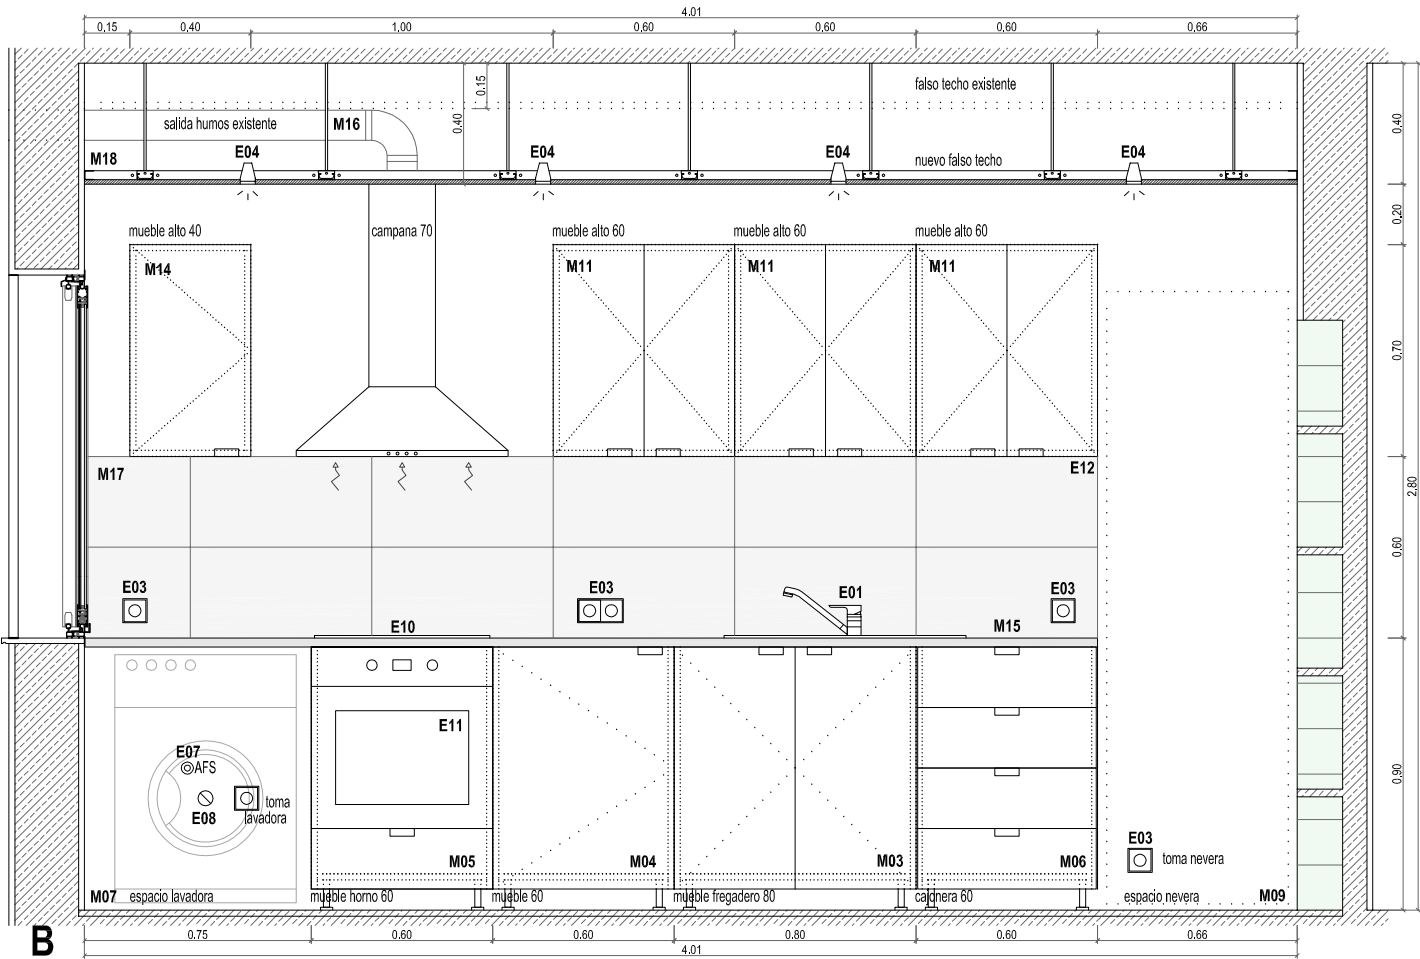 4.01
0.15
0.40
1.00
0.60
0.60
0.60
0.66
0.15
0.40
falso techo existente
salida humos existente
M16
0.40
M18
E04
E04
E04
E04
nuevo falso techo
0.20
mueble alto 40
campana 70
mueble alto 60
mueble alto 60
mueble alto 60
M14
M11
M11
M11
0.70
M17
E12
2.80
0.60
E03
E03
E01
E03
E10
M15
E11
E07
AFS
0.90
toma
lavadora
E08
E03
toma nevera
M05
M04
M03
M06
M07
espacio lavadora
mueble horno 60
mueble 60
mueble fregadero 80
cajonera 60
espacio nevera
M09
B
0.75
0.60
0.60
0.80
0.60
0.66
4.01